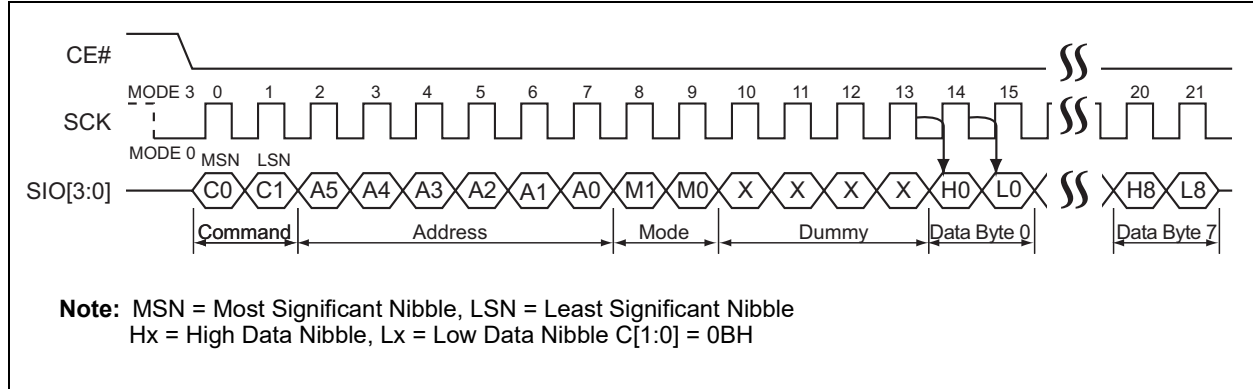 CE#
MODE 3 0 1 2 3 4 5 6 7 8 9 10 11 12 13 14 15 20 21
SCK
MODE 0
MSN LSN
SIO[3:0] C0 C1 A5 A4 A3 A2 A1 A0 M1 M0 X X X X H0 L0 H8 L8
Command Address Mode Dummy Data Byte 0 Data Byte 7
Note: MSN = Most Significant Nibble, LSN = Least Significant Nibble
Hx = High Data Nibble, Lx = Low Data Nibble C[1:0] = 0BH